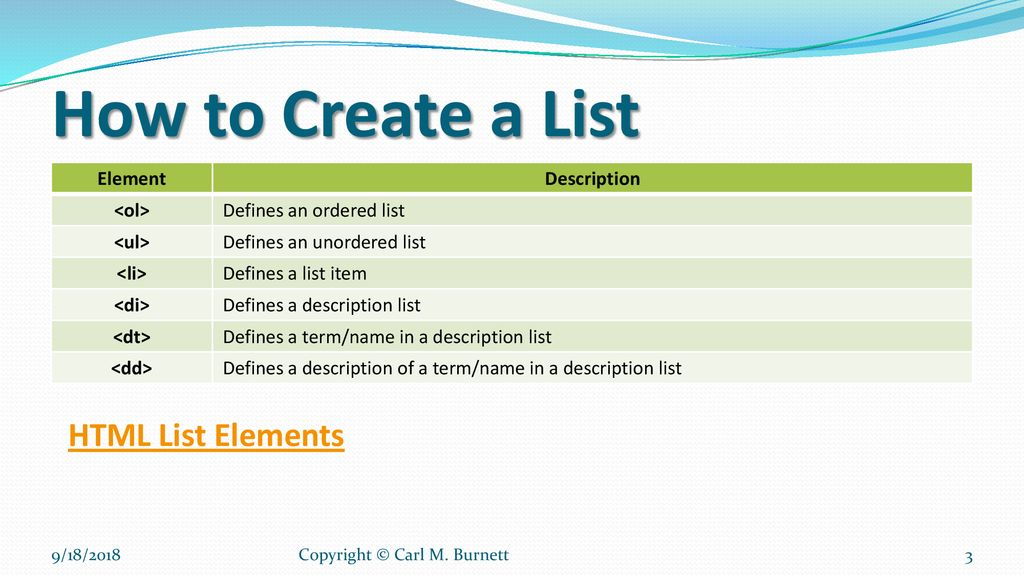 How to Create a List
Element Description
<ol> Defines an ordered list
<ul> Defines an unordered list
<li> Defines a list item
<di> Defines a description list
<dt> Defines a term/name in a description list
<dd> Defines a description of a term/name in a description list
HTML List Elements
9/18/2018 Copyright © Carl M. Burnett 3